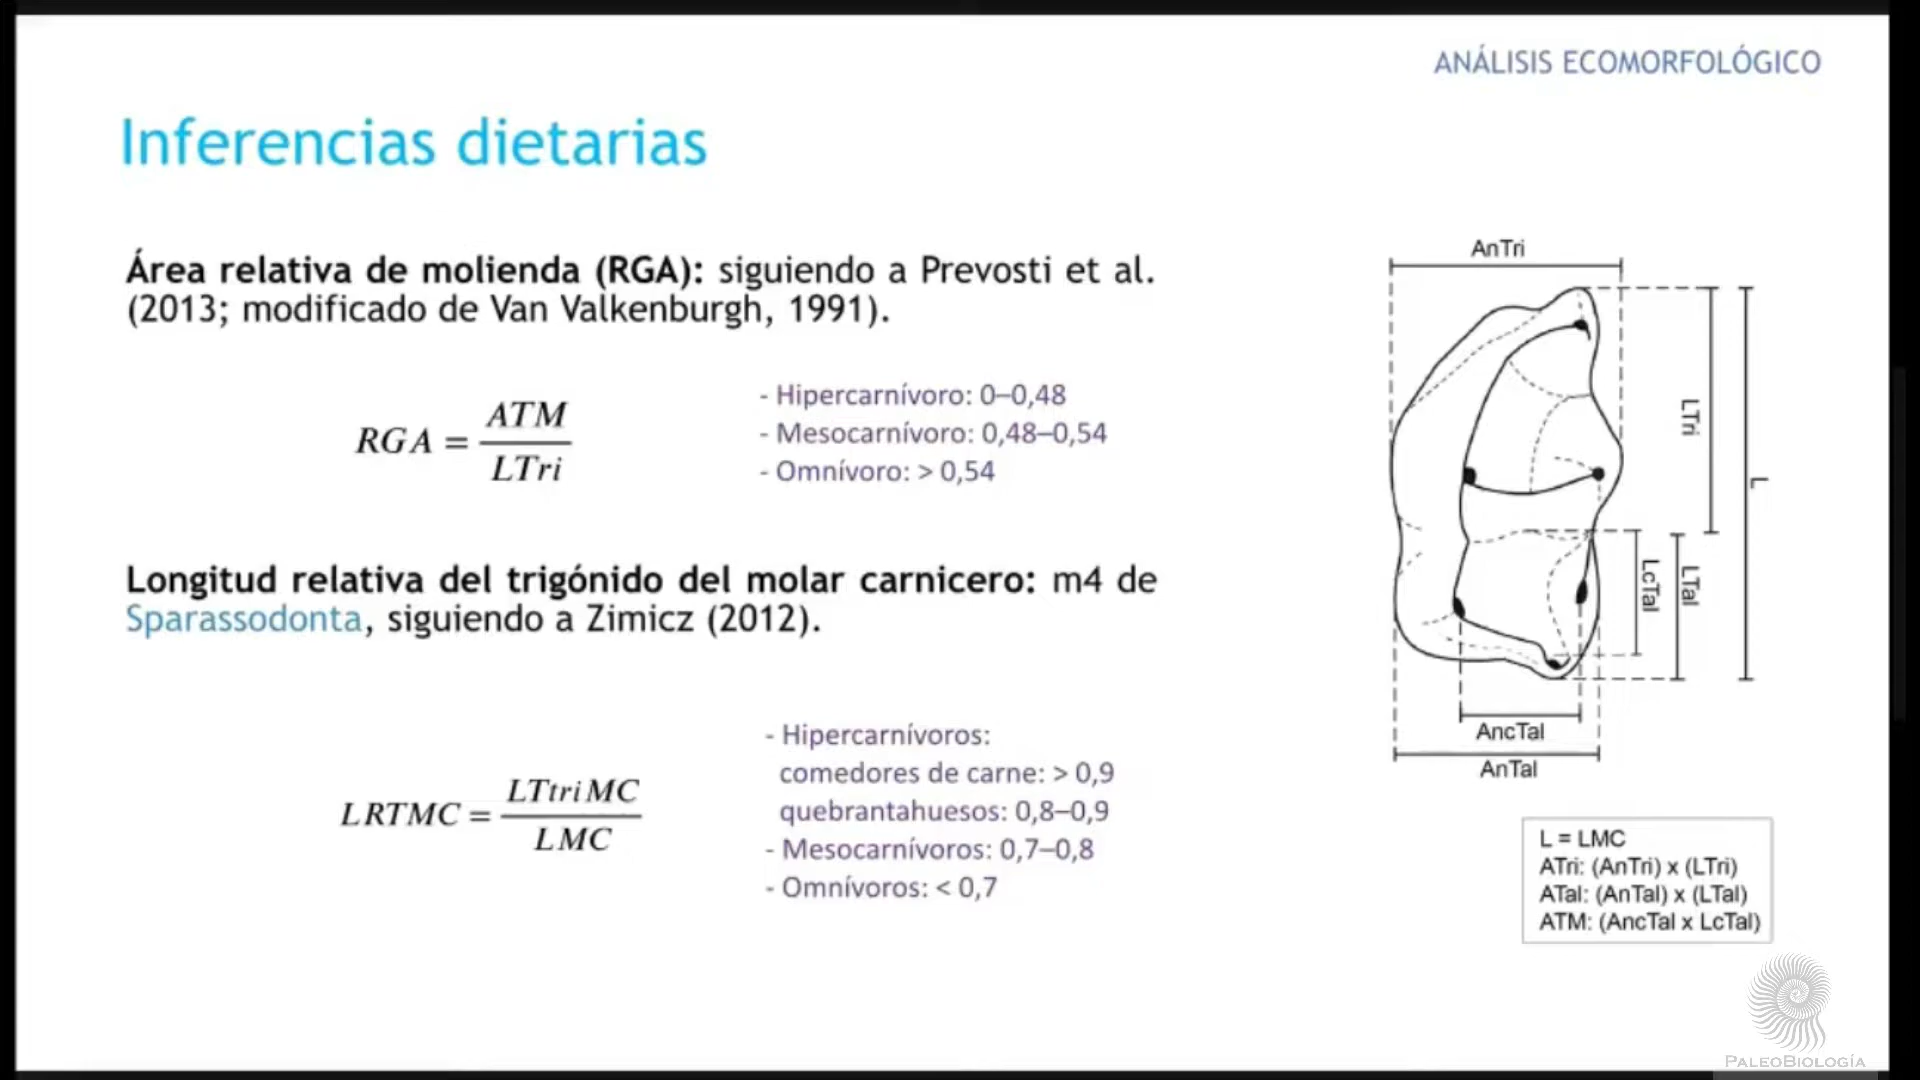 ANÁLISIS ECOMORFOLÓGICO
Inferencias dietarias
Área relativa de molienda (RGA): siguiendo a Prevosti et al.
(2013; modificado de Van Valkenburgh, 1991).
RGA = ATM / LTri
- Hipercarnívoro: 0–0,48
- Mesocarnívoro: 0,48–0,54
- Omnívoro: > 0,54
Longitud relativa del trigónido del molar carnicero: m4 de
Sparassodonta, siguiendo a Zimicz (2012).
LRTMC = LTtriMC / LMC
- Hipercarnívoros:
comedores de carne: > 0,9
quebrantahuesos: 0,8–0,9
- Mesocarnívoros: 0,7–0,8
- Omnívoros: < 0,7
AnTri
LTri
L
LcTal
LTal
AncTal
AnTal
L = LMC
ATri: (AnTri) x (LTri)
ATal: (AnTal) x (LTal)
ATM: (AncTal x LcTal)
PALEOBIOLOGÍA